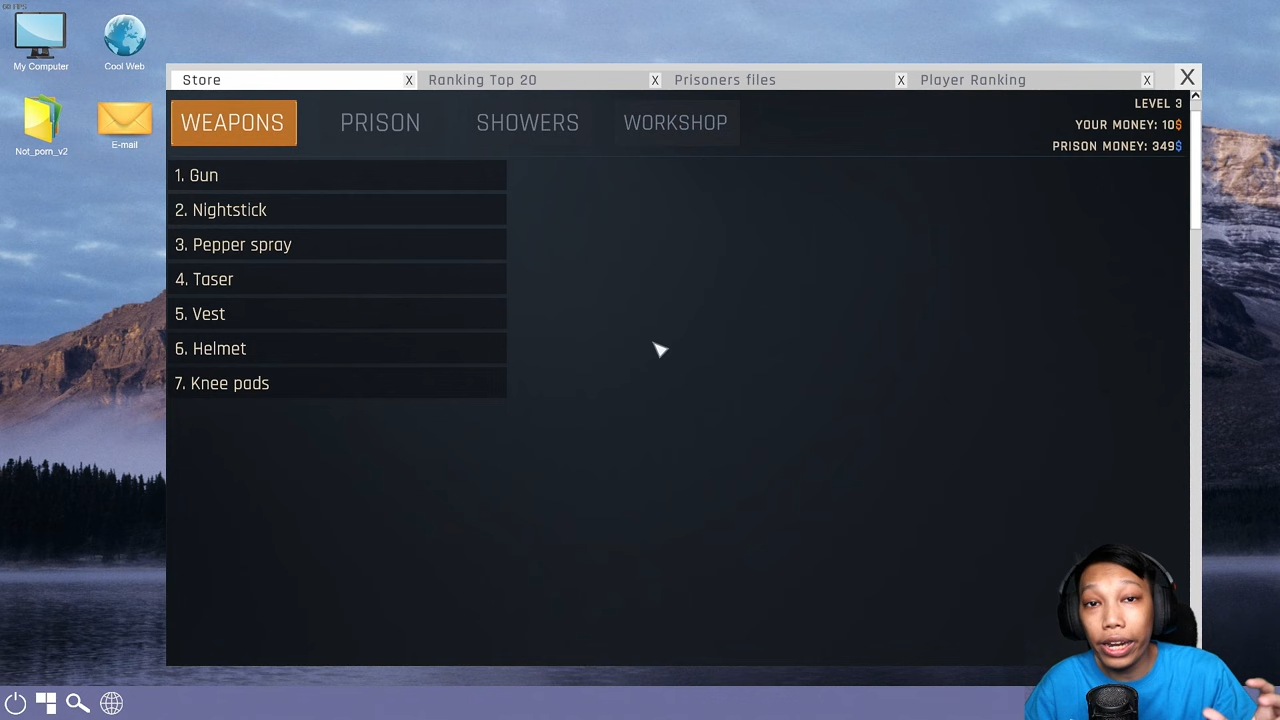 60 FPS
My Computer
Cool Web
Not_porn_v2
E-mail
Store X
Ranking Top 20 X
Prisoners files X
Player Ranking X
X
WEAPONS
PRISON
SHOWERS
WORKSHOP
LEVEL 3
YOUR MONEY: 10$
PRISON MONEY: 349$
1. Gun
2. Nightstick
3. Pepper spray
4. Taser
5. Vest
6. Helmet
7. Knee pads